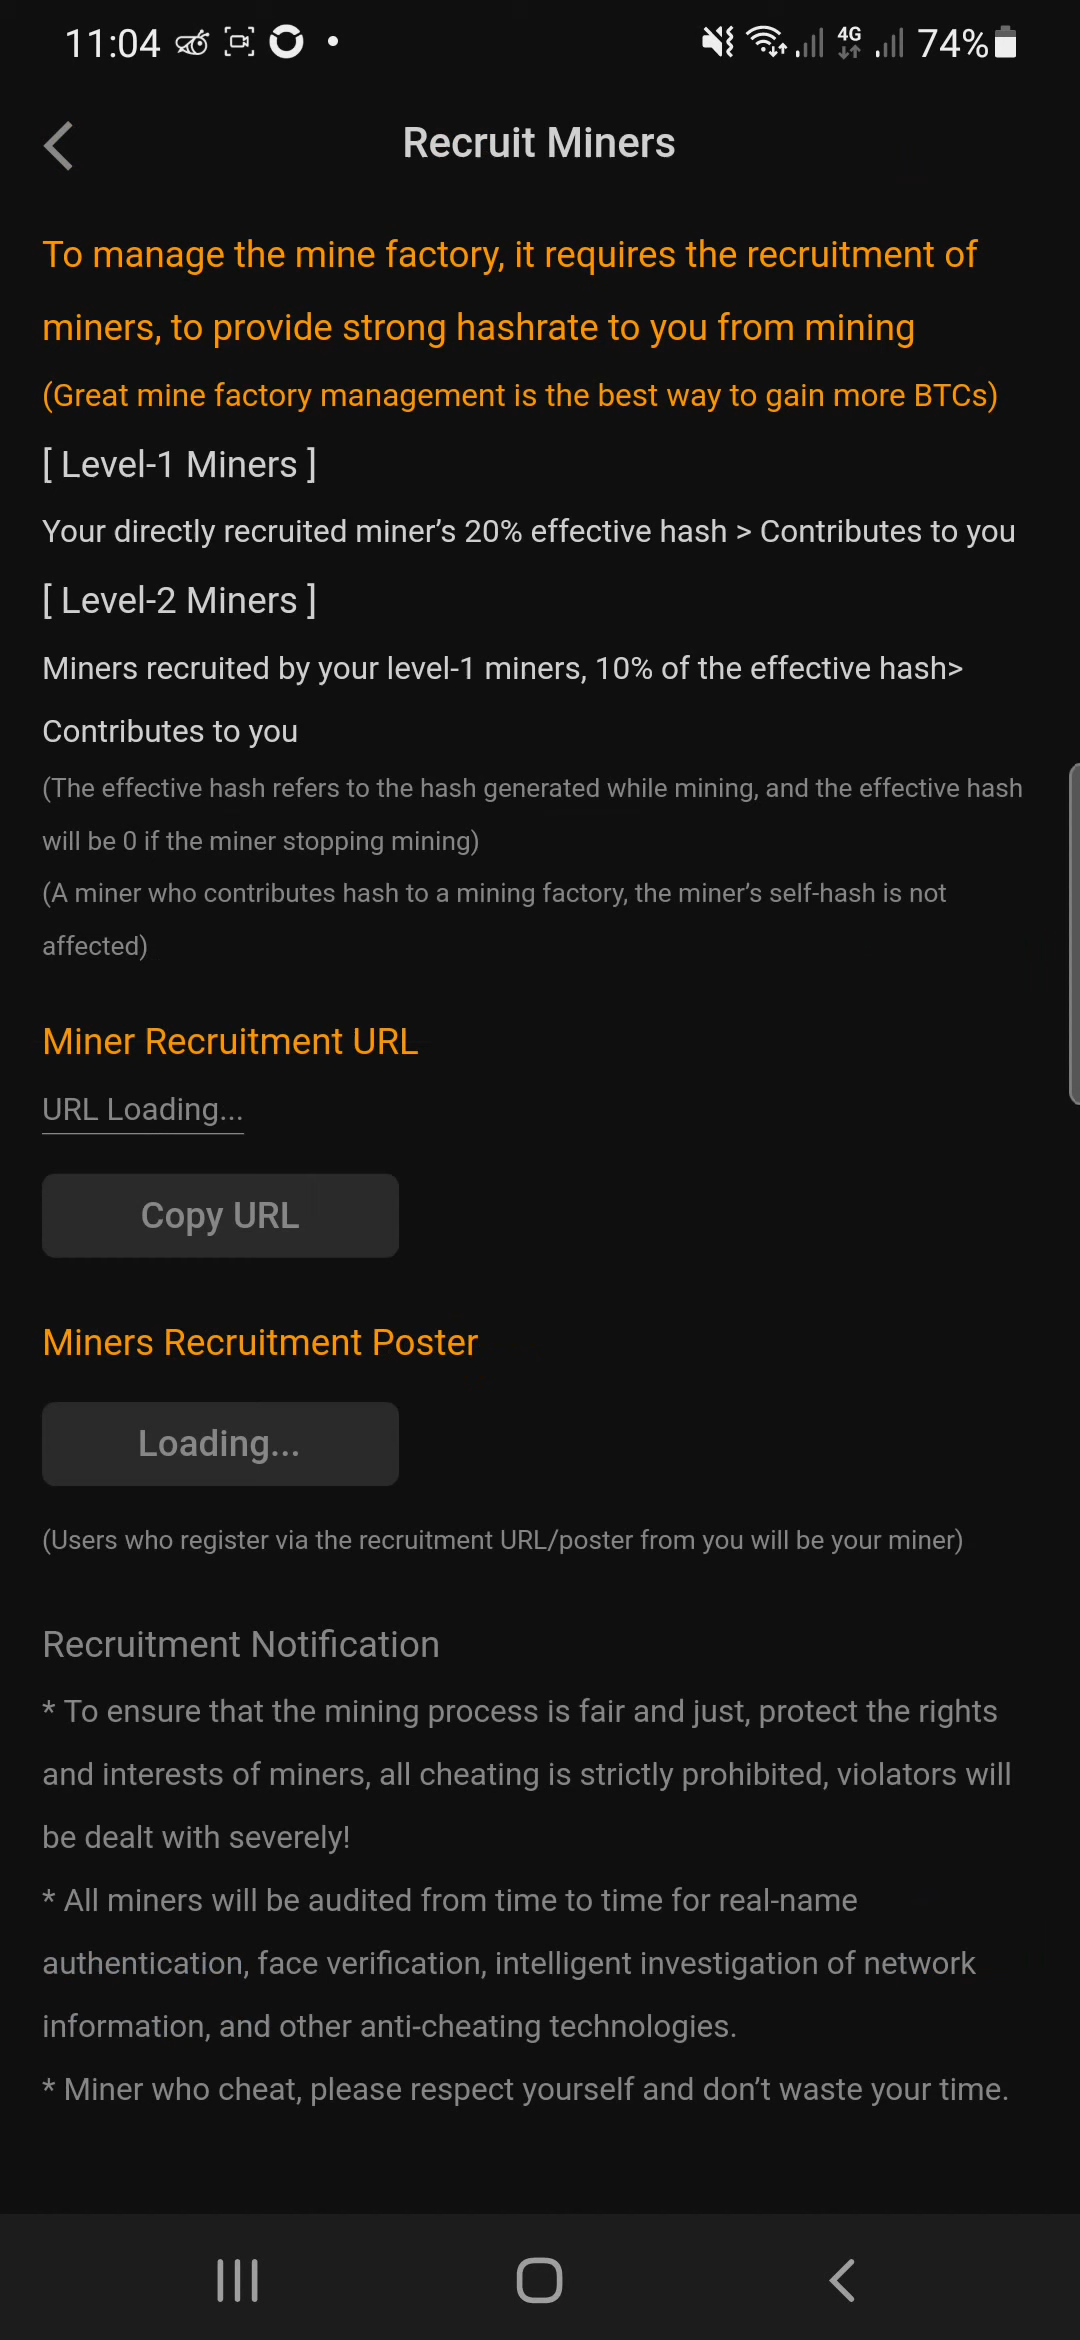 11:04
4G
74%
Recruit Miners
To manage the mine factory, it requires the recruitment of
miners, to provide strong hashrate to you from mining
(Great mine factory management is the best way to gain more BTCs)
[ Level-1 Miners ]
Your directly recruited miner’s 20% effective hash > Contributes to you
[ Level-2 Miners ]
Miners recruited by your level-1 miners, 10% of the effective hash>
Contributes to you
(The effective hash refers to the hash generated while mining, and the effective hash
will be 0 if the miner stopping mining)
(A miner who contributes hash to a mining factory, the miner’s self-hash is not
affected)
Miner Recruitment URL
URL Loading...
Copy URL
Miners Recruitment Poster
Loading...
(Users who register via the recruitment URL/poster from you will be your miner)
Recruitment Notification
* To ensure that the mining process is fair and just, protect the rights
and interests of miners, all cheating is strictly prohibited, violators will
be dealt with severely!
* All miners will be audited from time to time for real-name
authentication, face verification, intelligent investigation of network
information, and other anti-cheating technologies.
* Miner who cheat, please respect yourself and don’t waste your time.